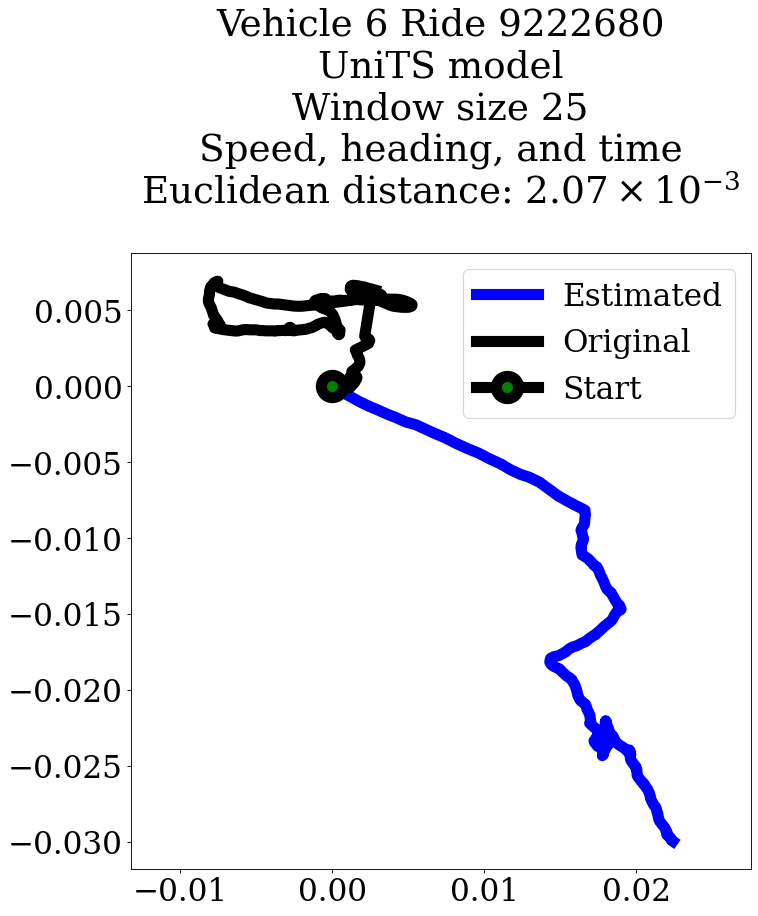 Vehicle 6 Ride 9222680
UniTS model
Window size 25
Speed, heading, and time
Euclidean distance: 2.07 × 10⁻³
Estimated
Original
Start
0.005
0.000
−0.005
−0.010
−0.015
−0.020
−0.025
−0.030
−0.01 0.00 0.01 0.02